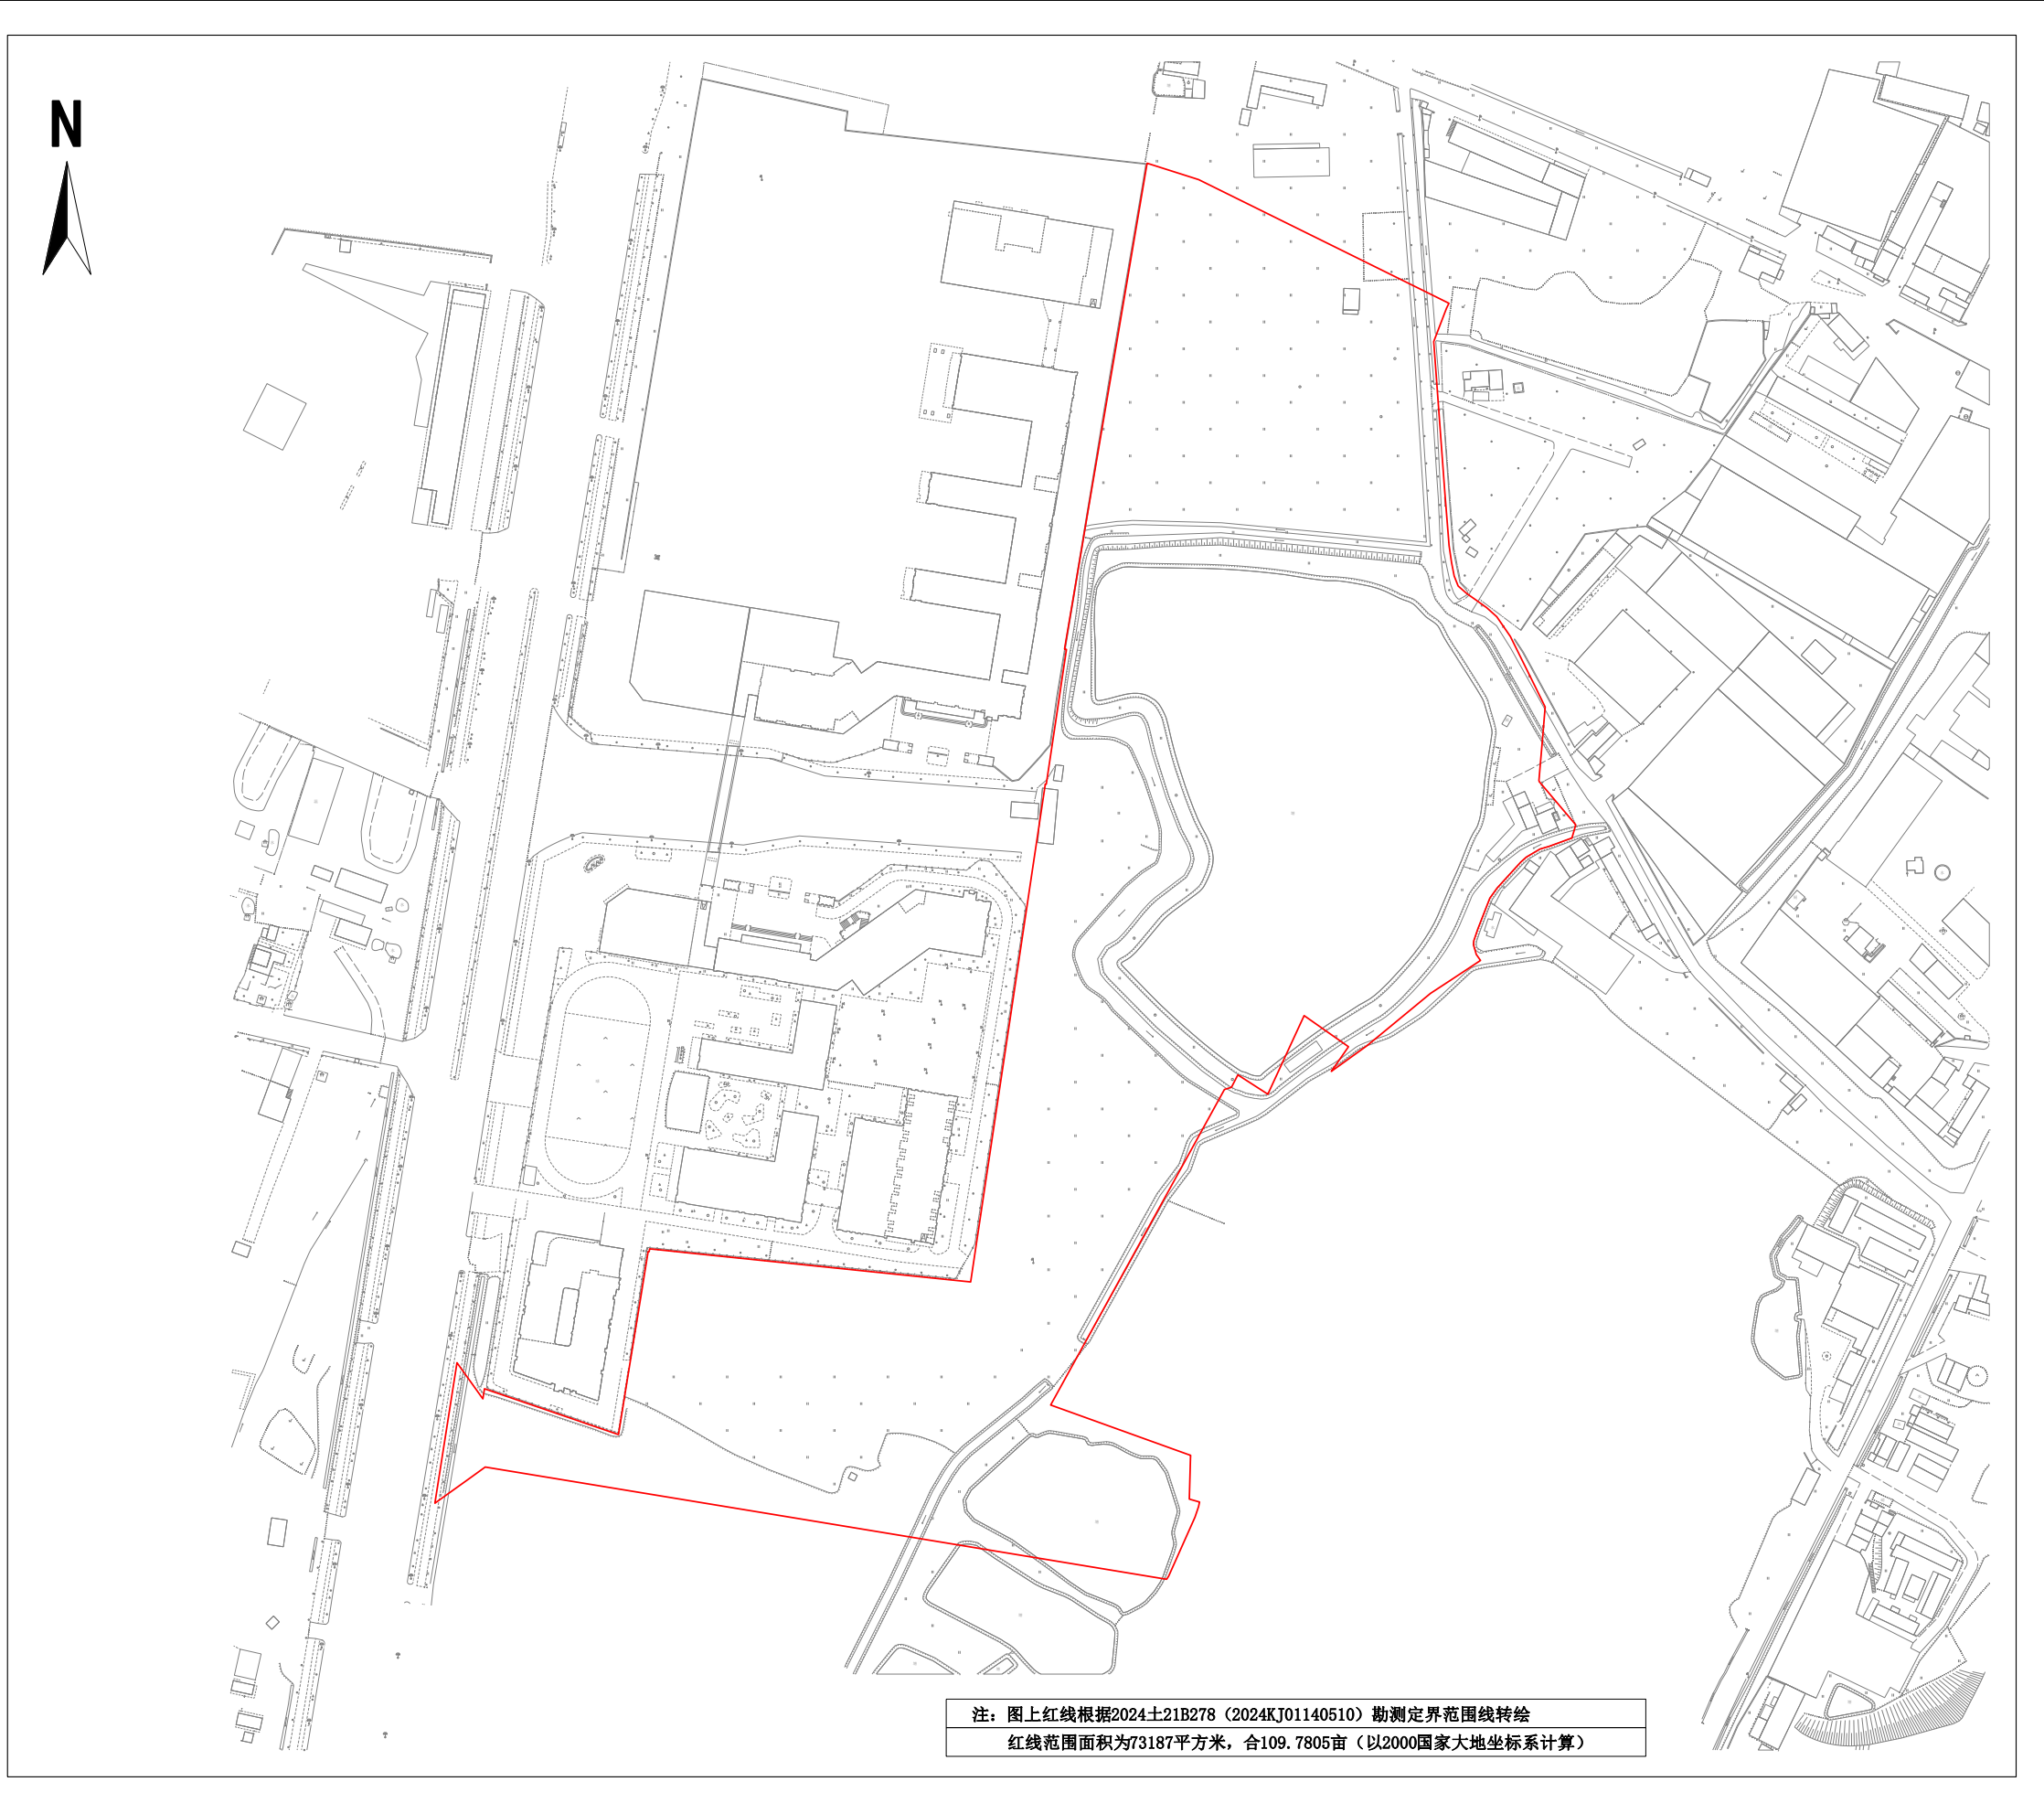 N
注：图上红线根据2024土21B278（2024KJ01140510）勘测定界范围线转绘
红线范围面积为73187平方米，合109.7805亩（以2000国家大地坐标系计算）